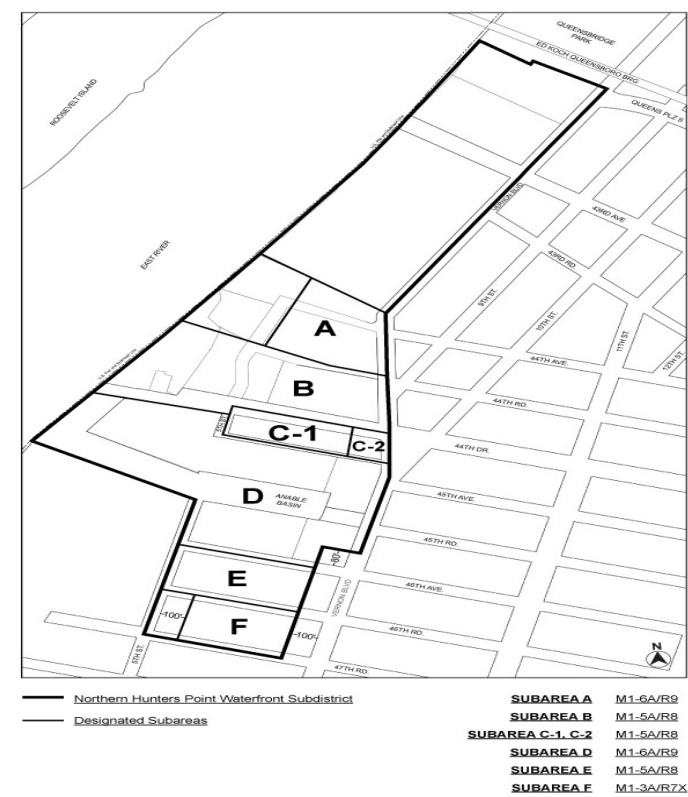 QUEENSBRIDGE
PARK
ED KOCH QUEENSBORO BRG
QUEENS PLZ S
ROOSEVELT ISLAND
VERNON BLVD
43RD AVE
EAST RIVER
43RD RD.
9TH ST.
10TH ST.
11TH ST.
12TH ST.
A
44TH AVE.
B
44TH RD.
5TH ST
C-1
C-2
44TH DR.
D
ANABLE
BASIN
45TH AVE.
45TH RD.
80'
E
46TH AVE.
VERNON BLVD
100'
F
100'
46TH RD.
5TH ST.
47TH RD.
N
Northern Hunters Point Waterfront Subdistrict
Designated Subareas
SUBAREA A M1-6A/R9
SUBAREA B M1-5A/R8
SUBAREA C-1, C-2 M1-5A/R8
SUBAREA D M1-6A/R9
SUBAREA E M1-5A/R8
SUBAREA F M1-3A/R7X